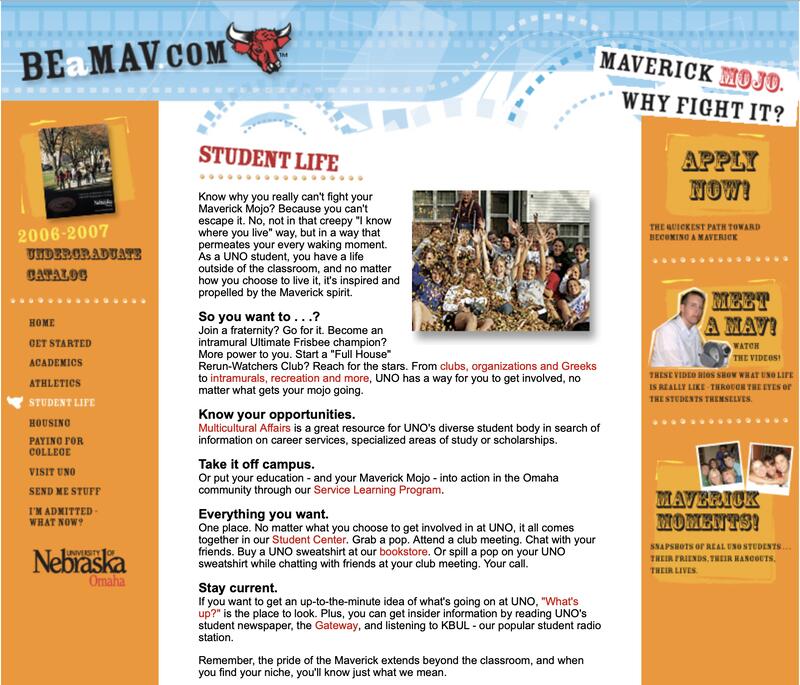 BEaMAV.COM
TM
MAVERICK MOJO.
WHY FIGHT IT?
2006-2007
UNDERGRADUATE
CATALOG
HOME
GET STARTED
ACADEMICS
ATHLETICS
STUDENT LIFE
HOUSING
PAYING FOR
COLLEGE
VISIT UNO
SEND ME STUFF
I'M ADMITTED -
WHAT NOW?
UNIVERSITY OF
Nebraska
Omaha
STUDENT LIFE
Know why you really can't fight your
Maverick Mojo? Because you can't
escape it. No, not in that creepy "I know
where you live" way, but in a way that
permeates your every waking moment.
As a UNO student, you have a life
outside of the classroom, and no matter
how you choose to live it, it's inspired and
propelled by the Maverick spirit.
So you want to . . .?
Join a fraternity? Go for it. Become an
intramural Ultimate Frisbee champion?
More power to you. Start a "Full House"
Rerun-Watchers Club? Reach for the stars. From clubs, organizations and Greeks
to intramurals, recreation and more, UNO has a way for you to get involved, no
matter what gets your mojo going.
Know your opportunities.
Multicultural Affairs is a great resource for UNO's diverse student body in search of
information on career services, specialized areas of study or scholarships.
Take it off campus.
Or put your education - and your Maverick Mojo - into action in the Omaha
community through our Service Learning Program.
Everything you want.
One place. No matter what you choose to get involved in at UNO, it all comes
together in our Student Center. Grab a pop. Attend a club meeting. Chat with your
friends. Buy a UNO sweatshirt at our bookstore. Or spill a pop on your UNO
sweatshirt while chatting with friends at your club meeting. Your call.
Stay current.
If you want to get an up-to-the-minute idea of what's going on at UNO, "What's
up?" is the place to look. Plus, you can get insider information by reading UNO's
student newspaper, the Gateway, and listening to KBUL - our popular student radio
station.
Remember, the pride of the Maverick extends beyond the classroom, and when
you find your niche, you'll know just what we mean.
APPLY
NOW!
THE QUICKEST PATH TOWARD
BECOMING A MAVERICK
MEET
A MAV!
WATCH
THE VIDEOS!
THESE VIDEO BIOS SHOW WHAT UNO LIFE
IS REALLY LIKE - THROUGH THE EYES OF
THE STUDENTS THEMSELVES.
MAVERICK
MOMENTS!
SNAPSHOTS OF REAL UNO STUDENTS . . .
THEIR FRIENDS, THEIR HANGOUTS,
THEIR LIVES.